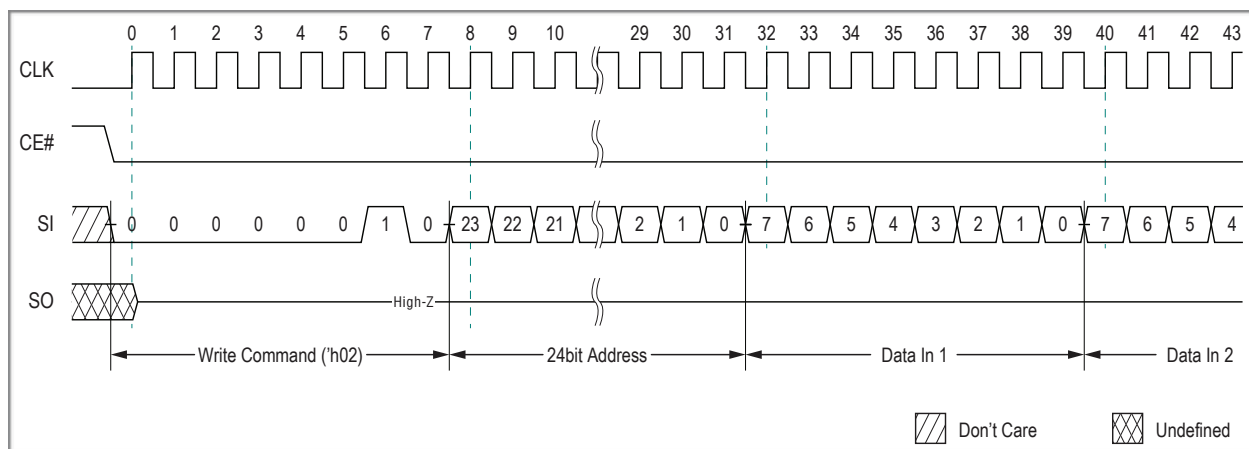 0 1 2 3 4 5 6 7 8 9 10 29 30 31 32 33 34 35 36 37 38 39 40 41 42 43
CLK
CE#
SI 0 0 0 0 0 0 1 0 23 22 21 2 1 0 7 6 5 4 3 2 1 0 7 6 5 4
SO High-Z
Write Command ('h02) 24bit Address Data In 1 Data In 2
Don't Care Undefined